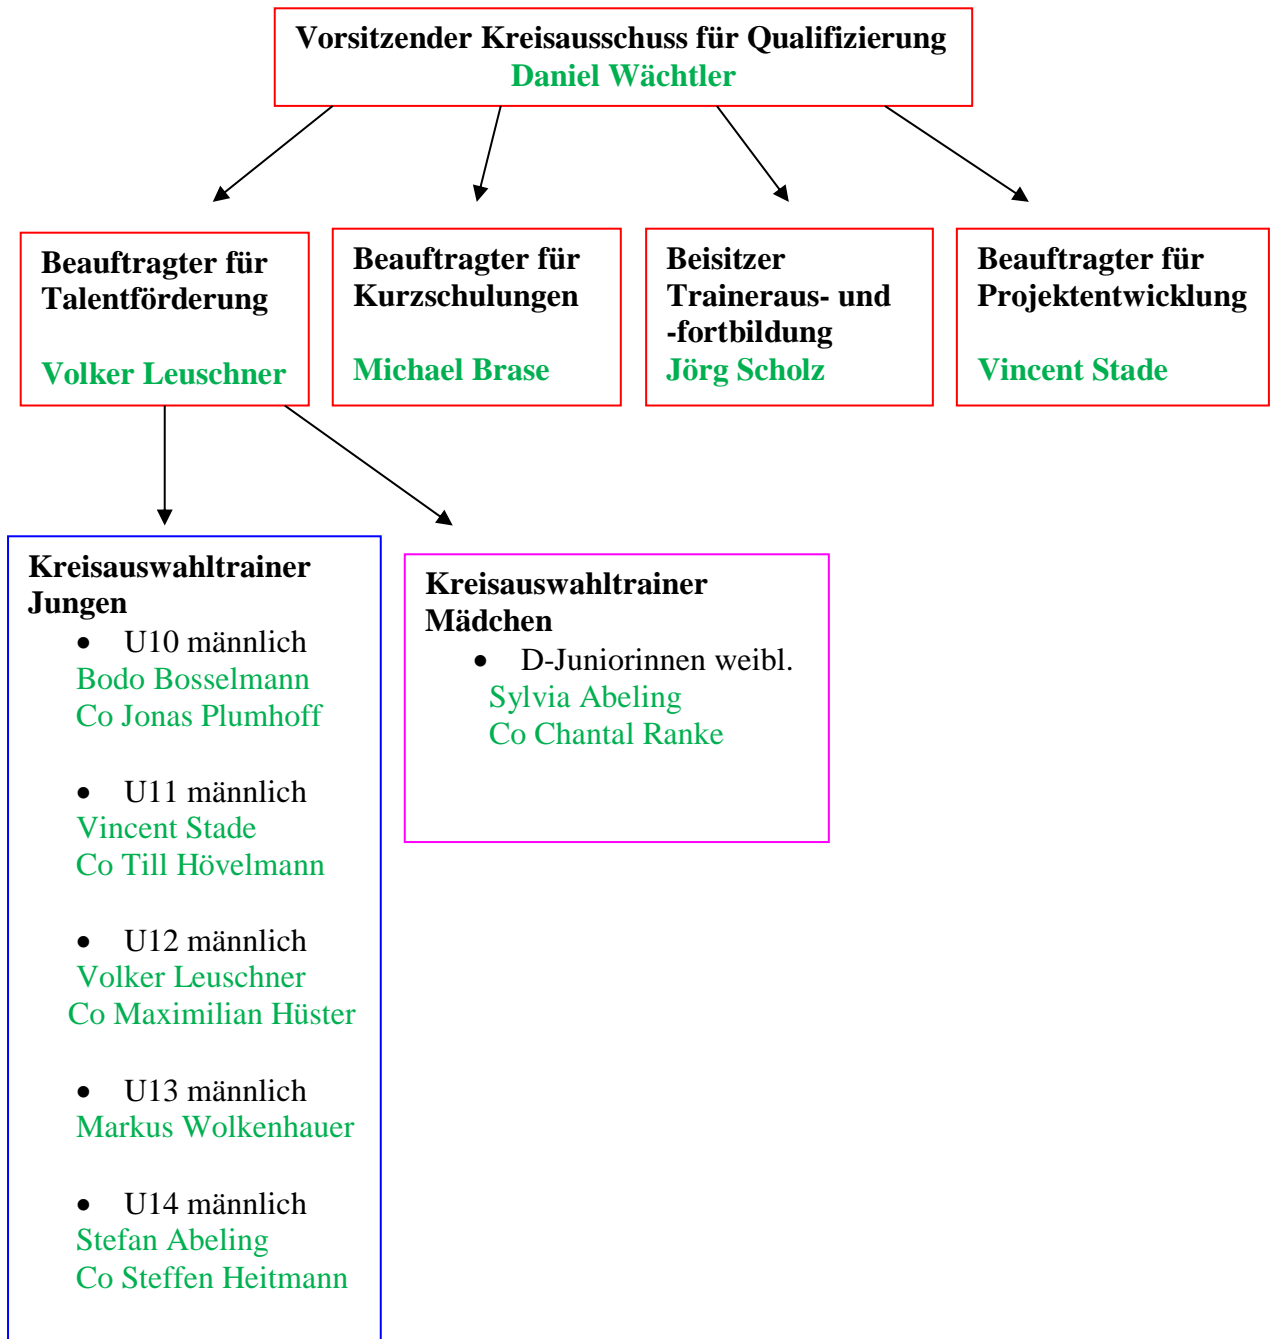 Vorsitzender Kreisausschuss für Qualifizierung
Daniel Wächtler
Beauftragter für
Talentförderung
Volker Leuschner
Beauftragter für
Kurzschulungen
Michael Brase
Beisitzer
Traineraus- und
-fortbildung
Jörg Scholz
Beauftragter für
Projektentwicklung
Vincent Stade
Kreisauswahltrainer
Jungen
• U10 männlich
Bodo Bosselmann
Co Jonas Plumhoff
• U11 männlich
Vincent Stade
Co Till Hövelmann
• U12 männlich
Volker Leuschner
Co Maximilian Hüster
• U13 männlich
Markus Wolkenhauer
• U14 männlich
Stefan Abeling
Co Steffen Heitmann
Kreisauswahltrainer
Mädchen
• D-Juniorinnen weibl.
Sylvia Abeling
Co Chantal Ranke